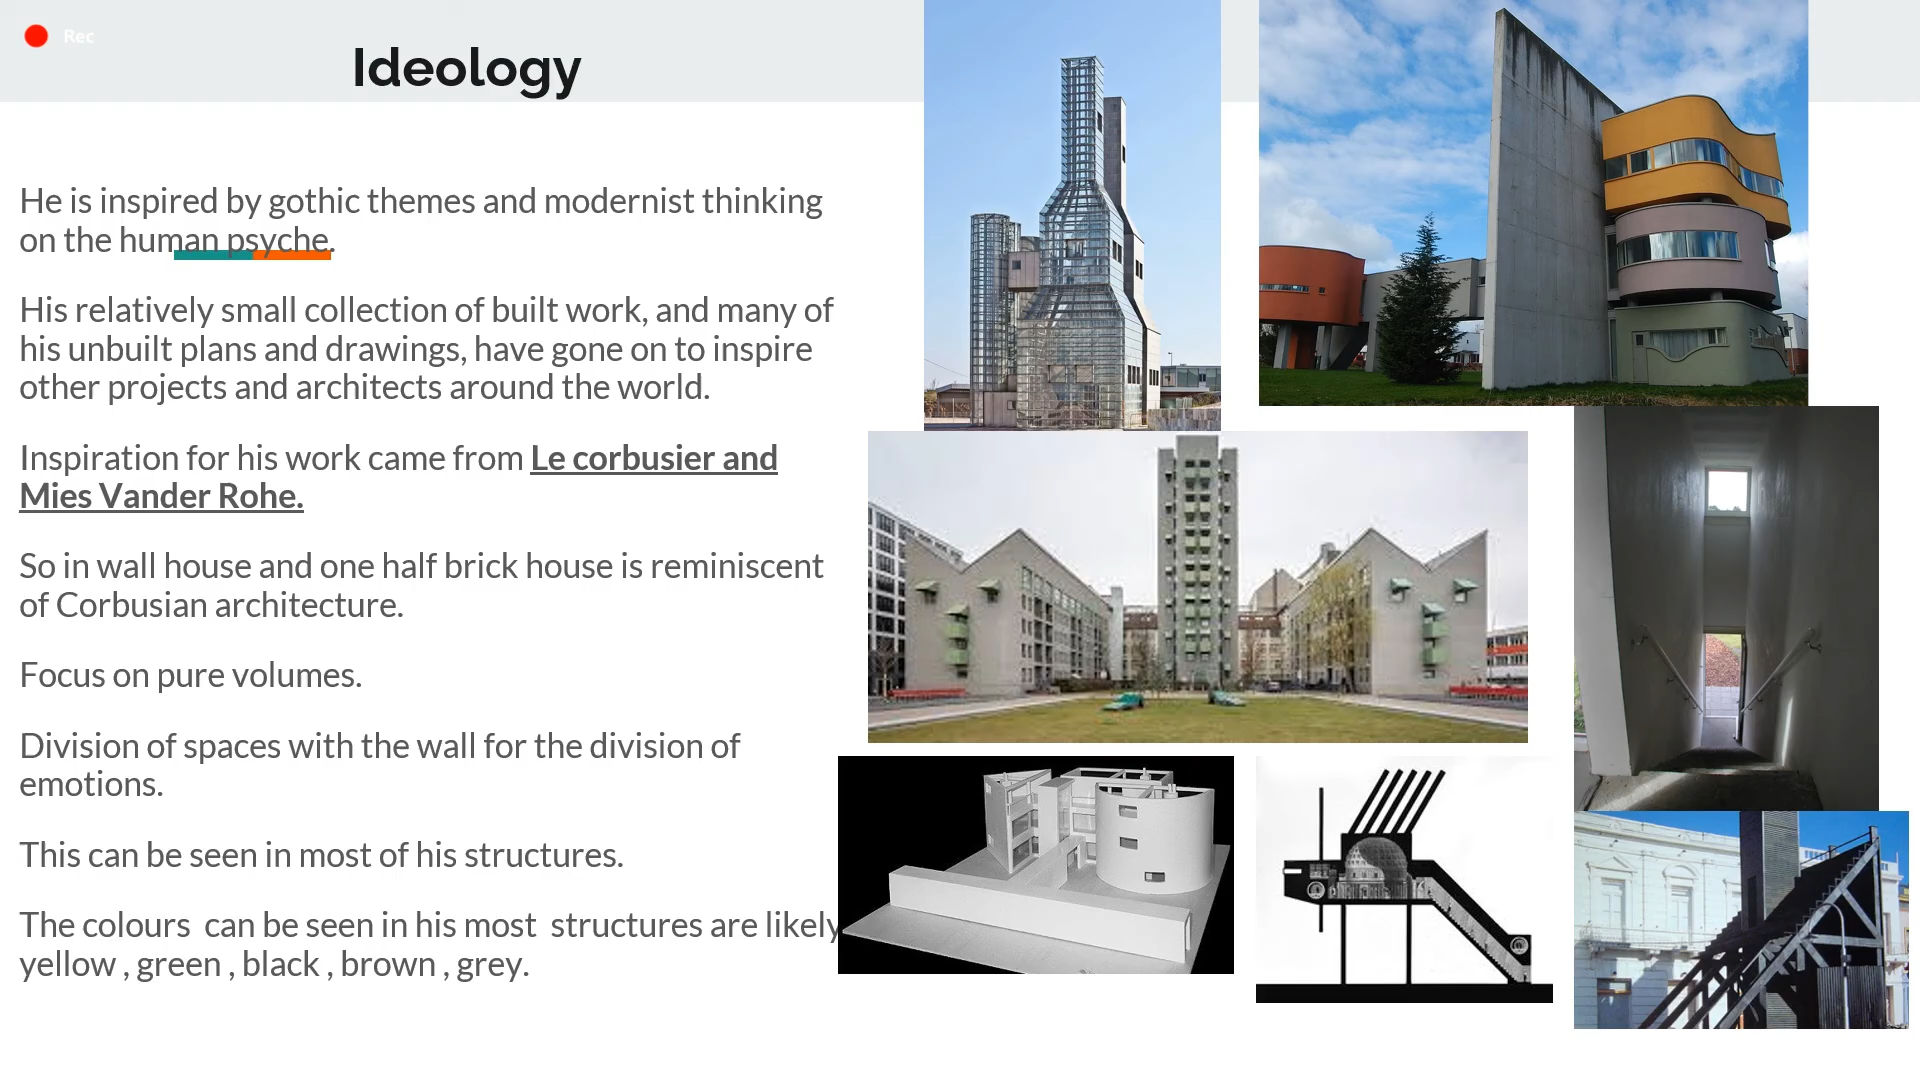 Rec
Ideology
He is inspired by gothic themes and modernist thinking
on the human psyche.
His relatively small collection of built work, and many of
his unbuilt plans and drawings, have gone on to inspire
other projects and architects around the world.
Inspiration for his work came from Le corbusier and
Mies Vander Rohe.
So in wall house and one half brick house is reminiscent
of Corbusian architecture.
Focus on pure volumes.
Division of spaces with the wall for the division of
emotions.
This can be seen in most of his structures.
The colours  can be seen in his most  structures are likely
yellow , green , black , brown , grey.